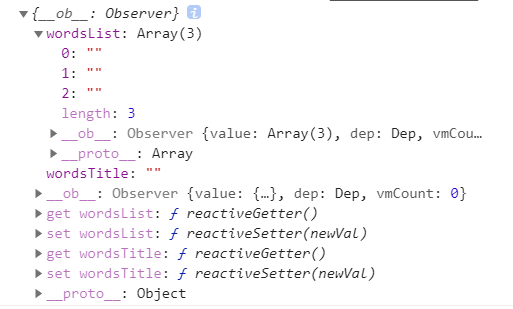 {__ob__: Observer} i
wordsList: Array(3)
0: ""
1: ""
2: ""
length: 3
__ob__: Observer {value: Array(3), dep: Dep, vmCou…
__proto__: Array
wordsTitle: ""
__ob__: Observer {value: {…}, dep: Dep, vmCount: 0}
get wordsList: ƒ reactiveGetter()
set wordsList: ƒ reactiveSetter(newVal)
get wordsTitle: ƒ reactiveGetter()
set wordsTitle: ƒ reactiveSetter(newVal)
__proto__: Object